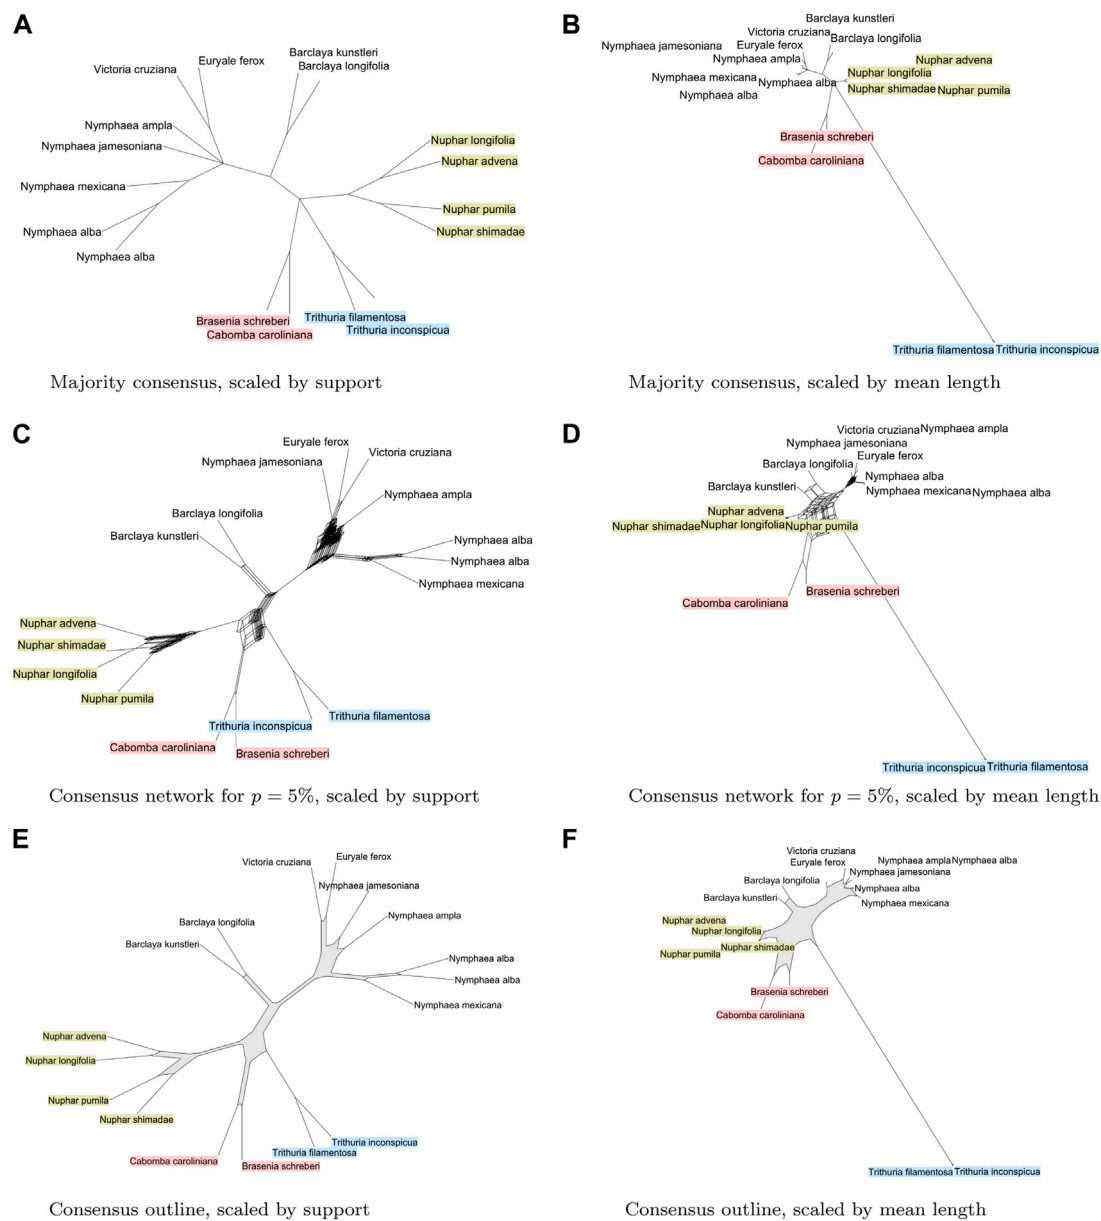 A
Barclaya kunstleri
Euryale ferox
Barclaya longifolia
Victoria cruziana
Nymphaea ampla
Nuphar longifolia
Nymphaea jamesoniana
Nuphar advena
Nymphaea mexicana
Nuphar pumila
Nymphaea alba
Nuphar shimadae
Nymphaea alba
Brasenia schreberi
Trithuria filamentosa
Cabomba caroliniana
Trithuria inconspicua
Majority consensus, scaled by support
B
Barclaya kunstleri
Victoria cruziana
Barclaya longifolia
Nymphaea jamesoniana
Euryale ferox
Nymphaea ampla
Nuphar advena
Nuphar longifolia
Nymphaea mexicana
Nymphaea alba
Nuphar shimadae
Nuphar pumila
Nymphaea alba
Brasenia schreberi
Cabomba caroliniana
Trithuria filamentosa
Trithuria inconspicua
Majority consensus, scaled by mean length
C
Euryale ferox
Victoria cruziana
Nymphaea jamesoniana
Nymphaea ampla
Barclaya longifolia
Barclaya kunstleri
Nymphaea alba
Nymphaea alba
Nymphaea mexicana
Nuphar advena
Nuphar shimadae
Nuphar longifolia
Nuphar pumila
Trithuria filamentosa
Trithuria inconspicua
Cabomba caroliniana
Brasenia schreberi
Consensus network for p = 5%, scaled by support
D
Victoria cruziana
Nymphaea ampla
Nymphaea jamesoniana
Euryale ferox
Barclaya longifolia
Nymphaea alba
Barclaya kunstleri
Nymphaea mexicana
Nymphaea alba
Nuphar advena
Nuphar shimadae
Nuphar longifolia
Nuphar pumila
Brasenia schreberi
Cabomba caroliniana
Trithuria inconspicua
Trithuria filamentosa
Consensus network for p = 5%, scaled by mean length
E
Euryale ferox
Victoria cruziana
Nymphaea jamesoniana
Nymphaea ampla
Barclaya longifolia
Barclaya kunstleri
Nymphaea alba
Nymphaea alba
Nymphaea mexicana
Nuphar advena
Nuphar longifolia
Nuphar pumila
Nuphar shimadae
Trithuria inconspicua
Trithuria filamentosa
Cabomba caroliniana
Brasenia schreberi
Consensus outline, scaled by support
F
Victoria cruziana
Euryale ferox
Nymphaea ampla
Nymphaea alba
Nymphaea jamesoniana
Barclaya longifolia
Nymphaea alba
Barclaya kunstleri
Nymphaea mexicana
Nuphar advena
Nuphar longifolia
Nuphar shimadae
Nuphar pumila
Brasenia schreberi
Cabomba caroliniana
Trithuria filamentosa
Trithuria inconspicua
Consensus outline, scaled by mean length